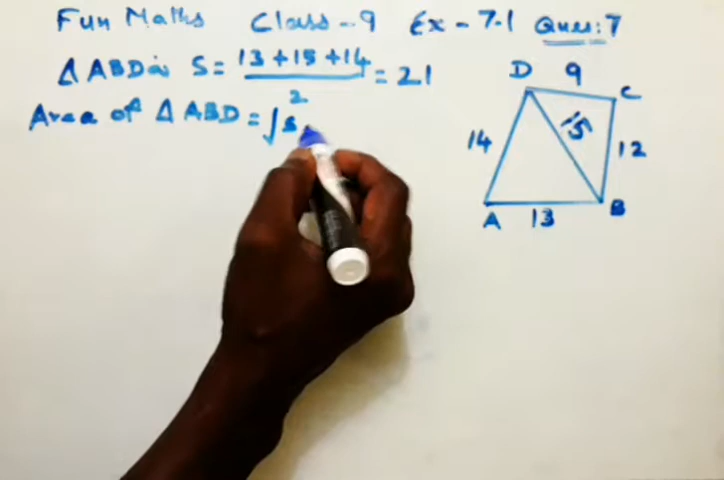 Fun Maths Class - 9 Ex - 7.1 Ques: 7
Δ ABD in S = 13 + 15 + 14 / 2 = 21
Area of Δ ABD = √s
D 9 C
14 15 12
A 13 B